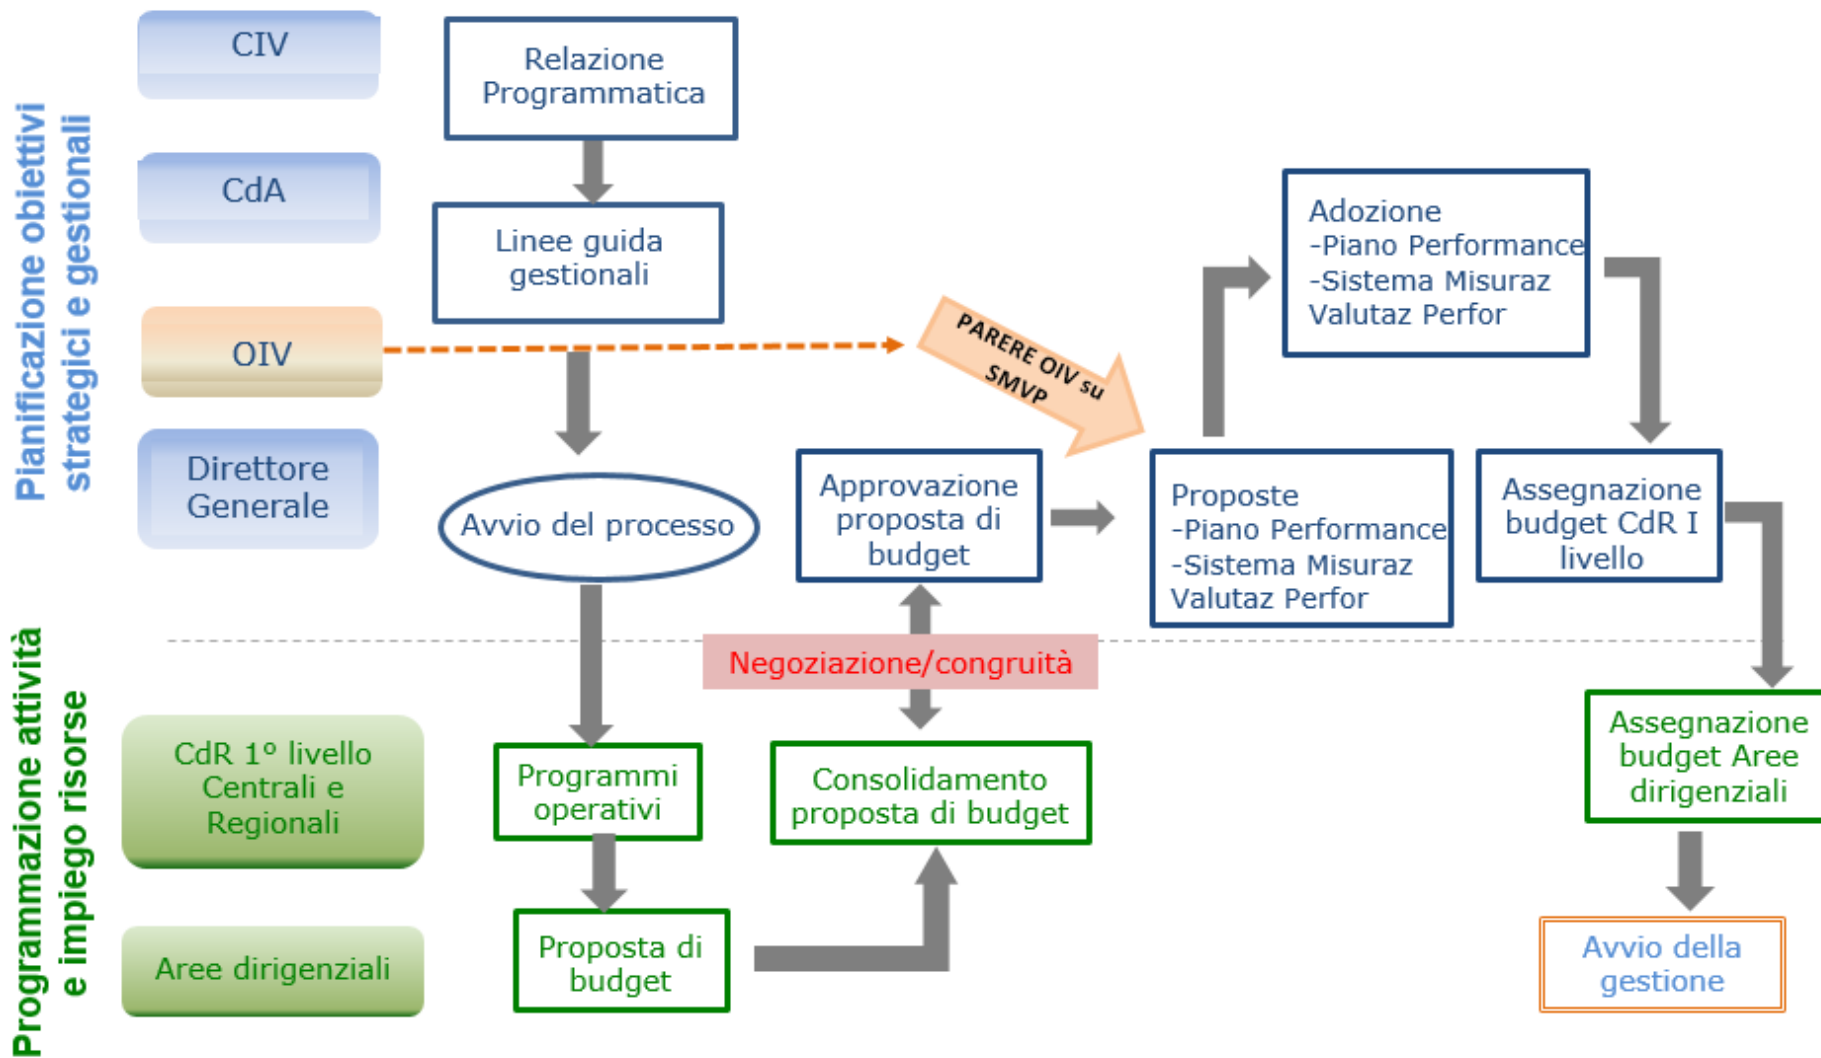 Pianificazione obiettivi
strategici e gestionali
CIV
Relazione
Programmatica
CdA
Linee guida
gestionali
Adozione
-Piano Performance
-Sistema Misuraz
Valutaz Perfor
OIV
PARERE OIV su
SMVP
Direttore
Generale
Avvio del processo
Approvazione
proposta di
budget
Proposte
-Piano Performance
-Sistema Misuraz
Valutaz Perfor
Assegnazione
budget CdR I
livello
Negoziazione/congruità
Programmazione attività
e impiego risorse
CdR 1º livello
Centrali e
Regionali
Programmi
operativi
Consolidamento
proposta di budget
Assegnazione
budget Aree
dirigenziali
Aree dirigenziali
Proposta di
budget
Avvio della
gestione